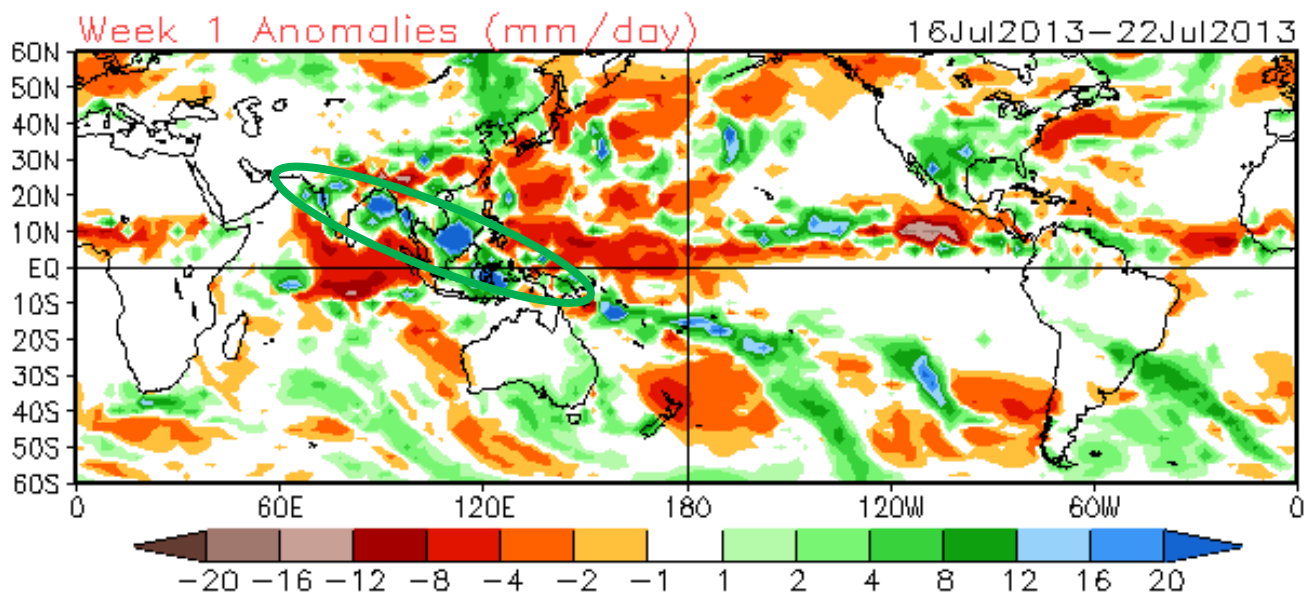 Week 1 Anomalies (mm/day) 16Jul2013−22Jul2013
60N
50N
40N
30N
20N
10N
EQ
10S
20S
30S
40S
50S
60S
0 60E 120E 180 120W 60W 0
−20 −16 −12 −8 −4 −2 −1 1 2 4 8 12 16 20